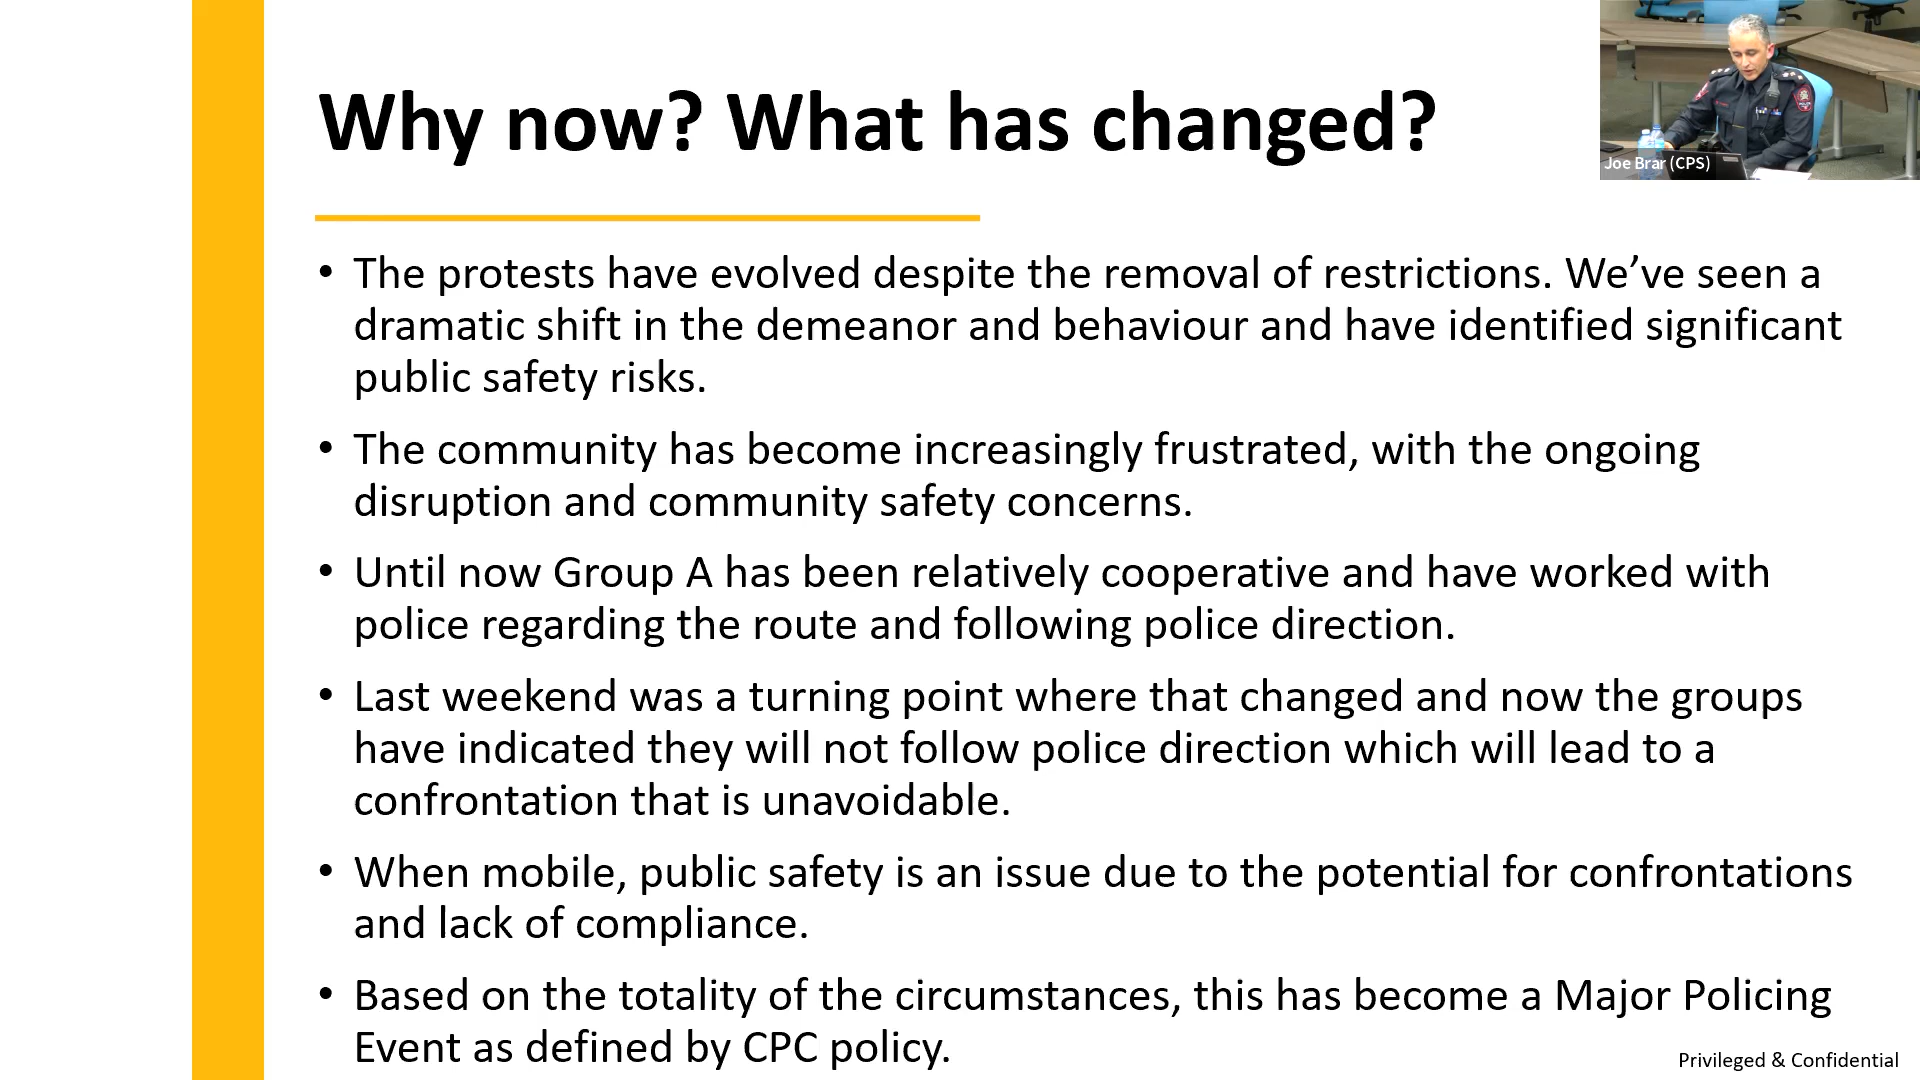 Why now? What has changed?
Joe Brar (CPS)
• The protests have evolved despite the removal of restrictions. We’ve seen a
dramatic shift in the demeanor and behaviour and have identified significant
public safety risks.
• The community has become increasingly frustrated, with the ongoing
disruption and community safety concerns.
• Until now Group A has been relatively cooperative and have worked with
police regarding the route and following police direction.
• Last weekend was a turning point where that changed and now the groups
have indicated they will not follow police direction which will lead to a
confrontation that is unavoidable.
• When mobile, public safety is an issue due to the potential for confrontations
and lack of compliance.
• Based on the totality of the circumstances, this has become a Major Policing
Event as defined by CPC policy.
Privileged & Confidential